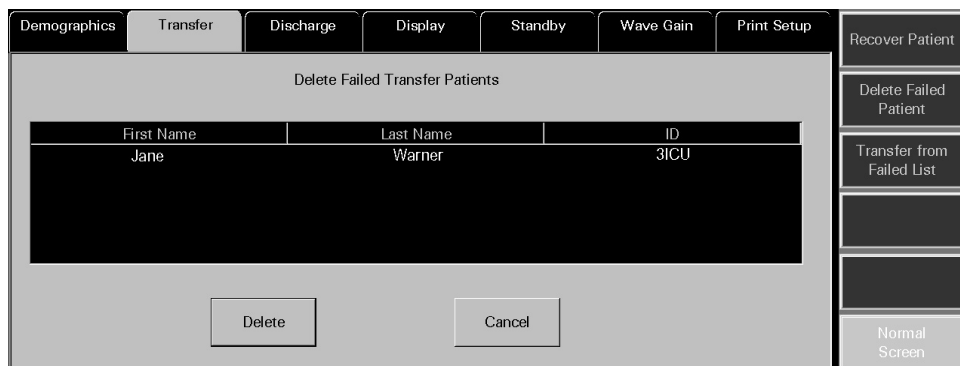 Demographics Transfer Discharge Display Standby Wave Gain Print Setup
Recover Patient
Delete Failed Transfer Patients
Delete Failed
Patient
First Name Last Name ID
Jane Warner 3ICU
Transfer from
Failed List
Delete Cancel
Normal
Screen